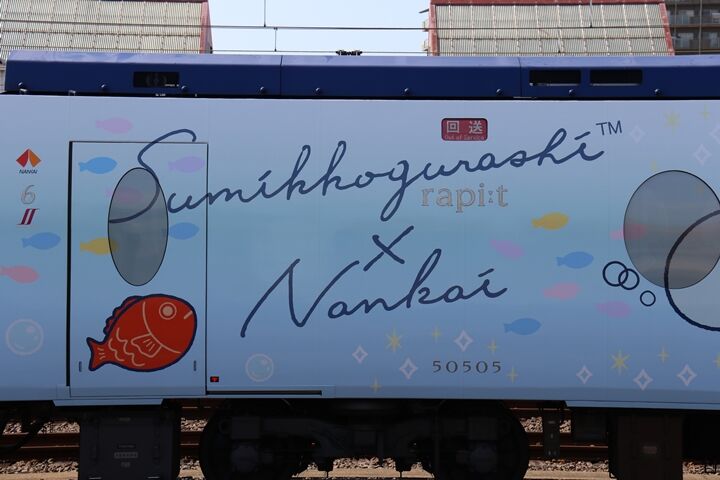 回送
Out of Service
Sumikkogurashi™
rapi:t
×
Nankai
NANKAI
6
50505